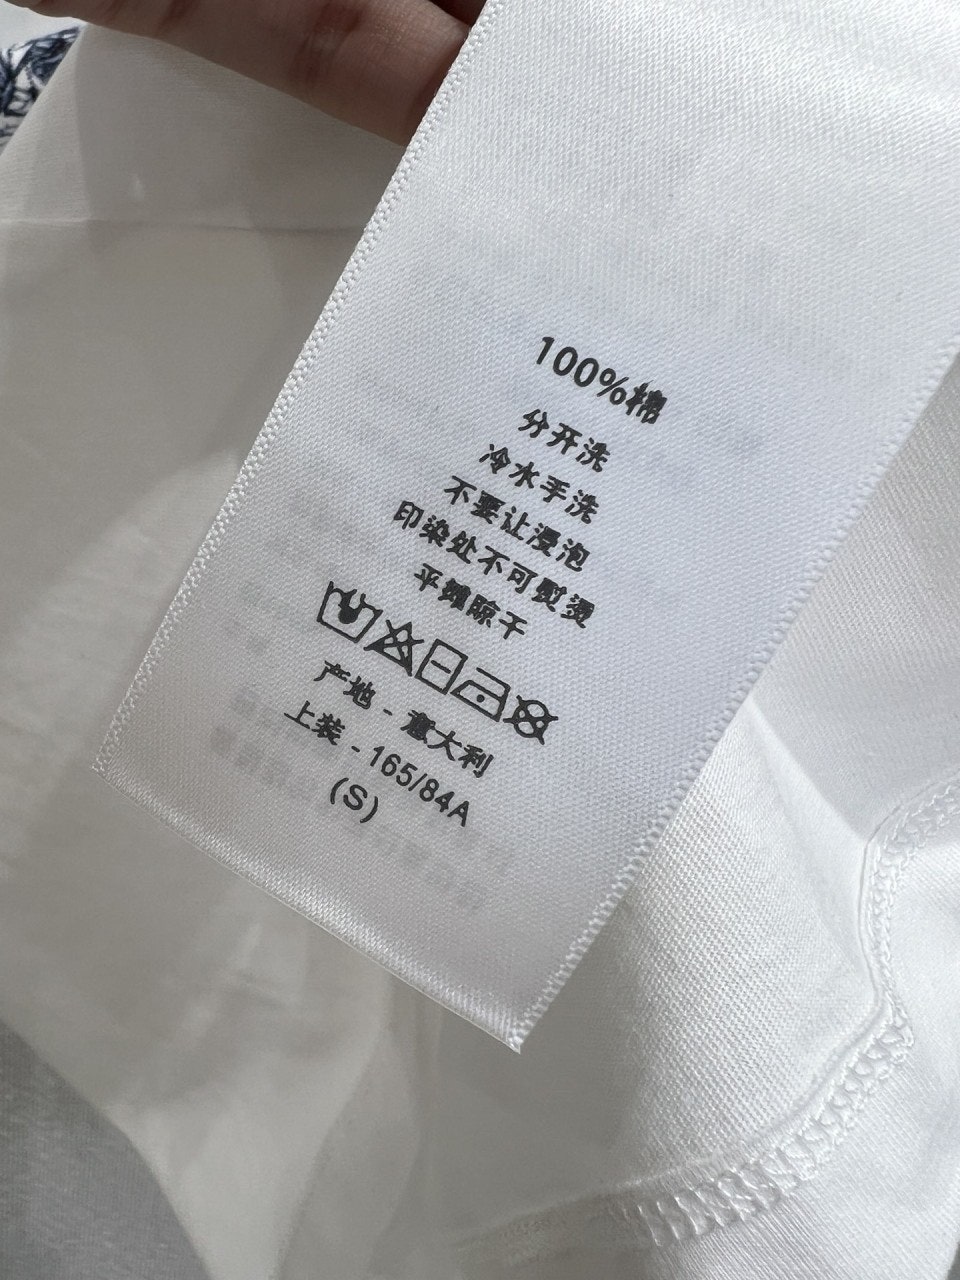 100%棉
分开洗
冷水手洗
不要让浸泡
印染处不可熨烫
平摊晾干
产地 - 意大利
上装 - 165/84A
(S)